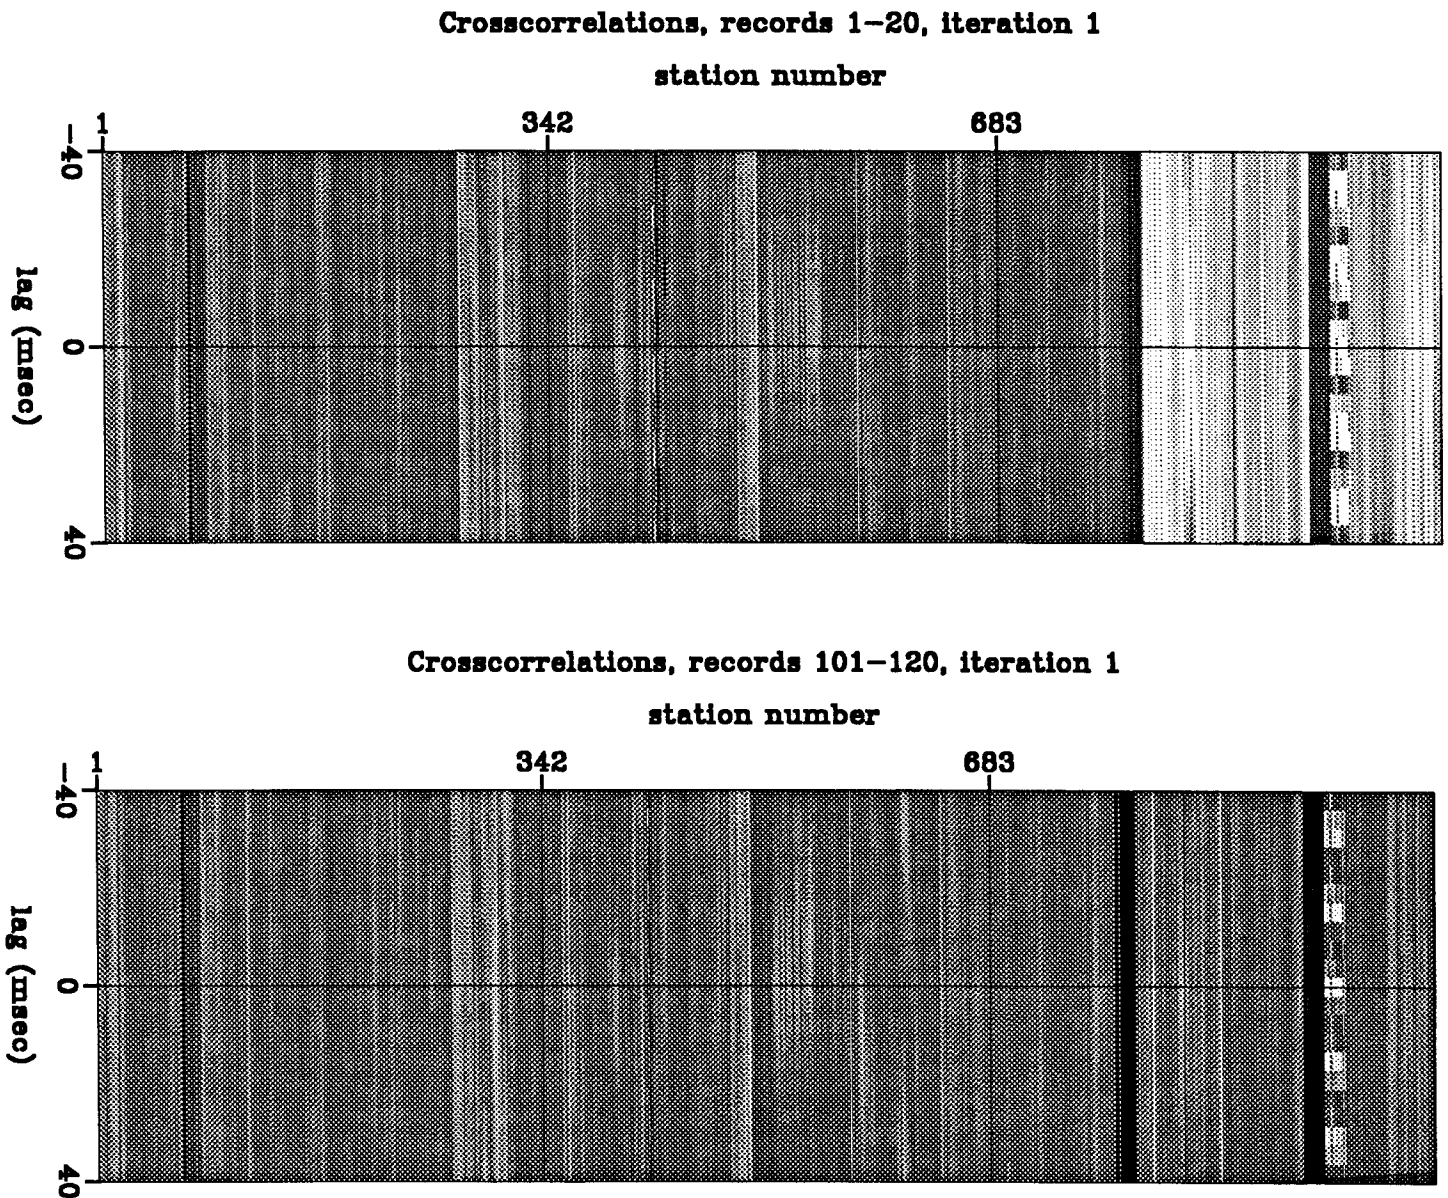 Crosscorrelations, records 1-20, iteration 1
station number
1 342 683
-40
0
40
lag (msec)
Crosscorrelations, records 101-120, iteration 1
station number
1 342 683
-40
0
40
lag (msec)